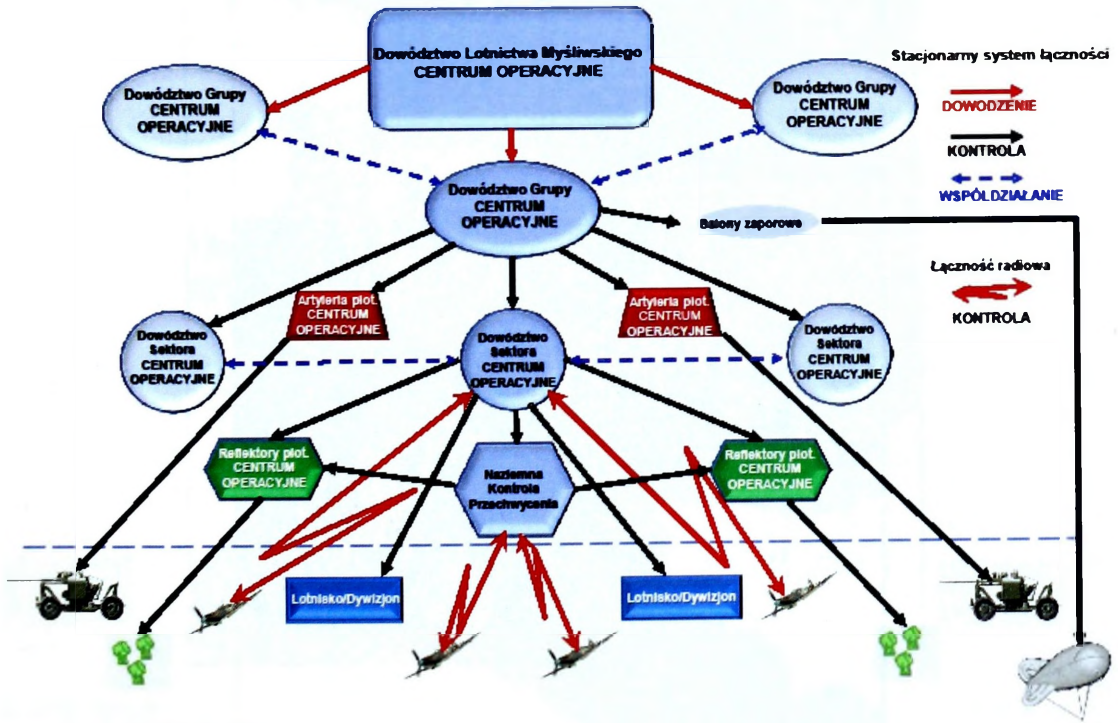 Dowództwo Lotnictwa Myśliwskiego
CENTRUM OPERACYJNE
Stacjonarny system łączności
DOWODZENIE
KONTROLA
WSPÓŁDZIAŁANIE
Łączność radiowa
KONTROLA
Dowództwo Grupy
CENTRUM
OPERACYJNE
Dowództwo Grupy
CENTRUM
OPERACYJNE
Dowództwo Grupy
CENTRUM
OPERACYJNE
Balony zaporowe
Artyleria plot.
CENTRUM
OPERACYJNE
Artyleria plot.
CENTRUM
OPERACYJNE
Dowództwo
Sektora
CENTRUM
OPERACYJNE
Dowództwo
Sektora
CENTRUM
OPERACYJNE
Dowództwo
Sektora
CENTRUM
OPERACYJNE
Reflektory plot.
CENTRUM
OPERACYJNE
Naziemna
Kontrola
Przechwycenia
Reflektory plot.
CENTRUM
OPERACYJNE
Lotnisko/Dywizjon
Lotnisko/Dywizjon